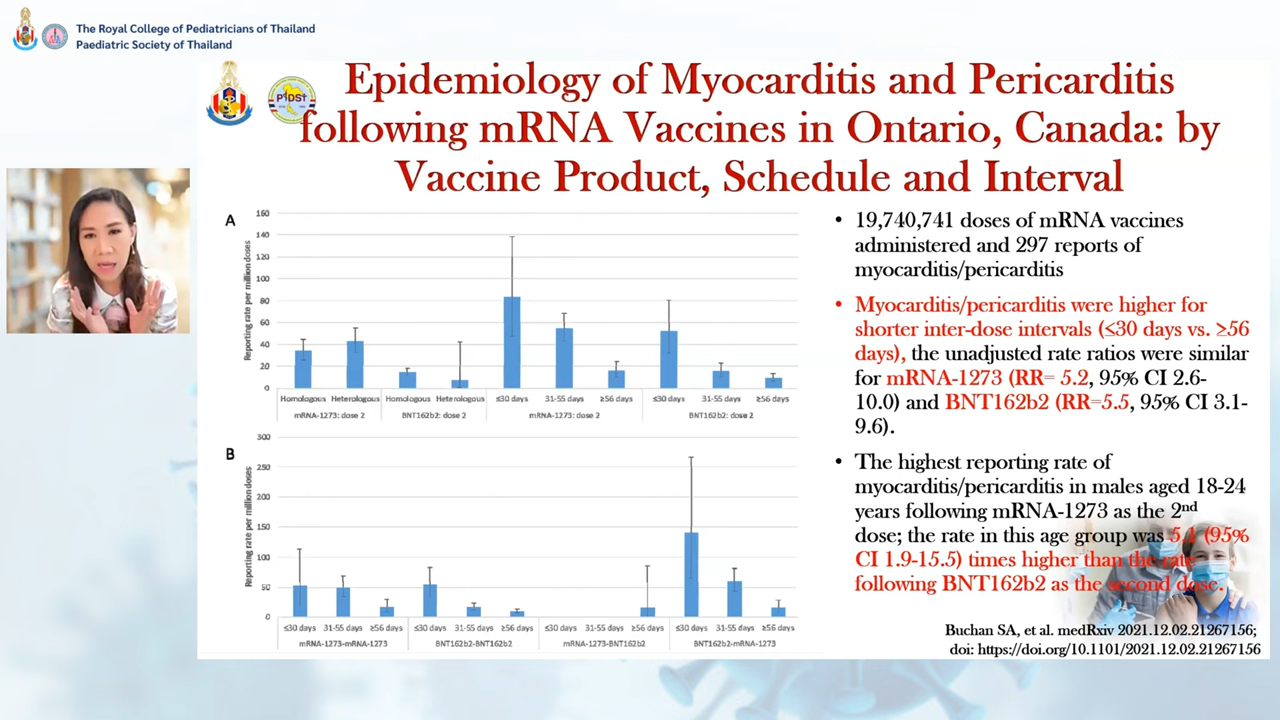 The Royal College of Pediatricians of Thailand
Paediatric Society of Thailand
PIDST
Epidemiology of Myocarditis and Pericarditis
following mRNA Vaccines in Ontario, Canada: by
Vaccine Product, Schedule and Interval
A
Reporting rate per million doses
160
140
120
100
80
60
40
20
0
Homologous Heterologous Homologous Heterologous ≤30 days 31-55 days ≥56 days ≤30 days 31-55 days ≥56 days
mRNA-1273: dose 2 BNT162b2: dose 2 mRNA-1273: dose 2 BNT162b2: dose 2
B
Reporting rate per million doses
300
250
200
150
100
50
0
≤30 days 31-55 days ≥56 days ≤30 days 31-55 days ≥56 days ≤30 days 31-55 days ≥56 days ≤30 days 31-55 days ≥56 days
mRNA-1273-mRNA-1273 BNT162b2-BNT162b2 mRNA-1273-BNT162b2 BNT162b2-mRNA-1273
• 19,740,741 doses of mRNA vaccines
administered and 297 reports of
myocarditis/pericarditis
• Myocarditis/pericarditis were higher for
shorter inter-dose intervals (≤30 days vs. ≥56
days), the unadjusted rate ratios were similar
for mRNA-1273 (RR= 5.2, 95% CI 2.6-
10.0) and BNT162b2 (RR=5.5, 95% CI 3.1-
9.6).
• The highest reporting rate of
myocarditis/pericarditis in males aged 18-24
years following mRNA-1273 as the 2nd
dose; the rate in this age group was 5.1 (95%
CI 1.9-15.5) times higher than the rate
following BNT162b2 as the second dose.
Buchan SA, et al. medRxiv 2021.12.02.21267156;
doi: https://doi.org/10.1101/2021.12.02.21267156